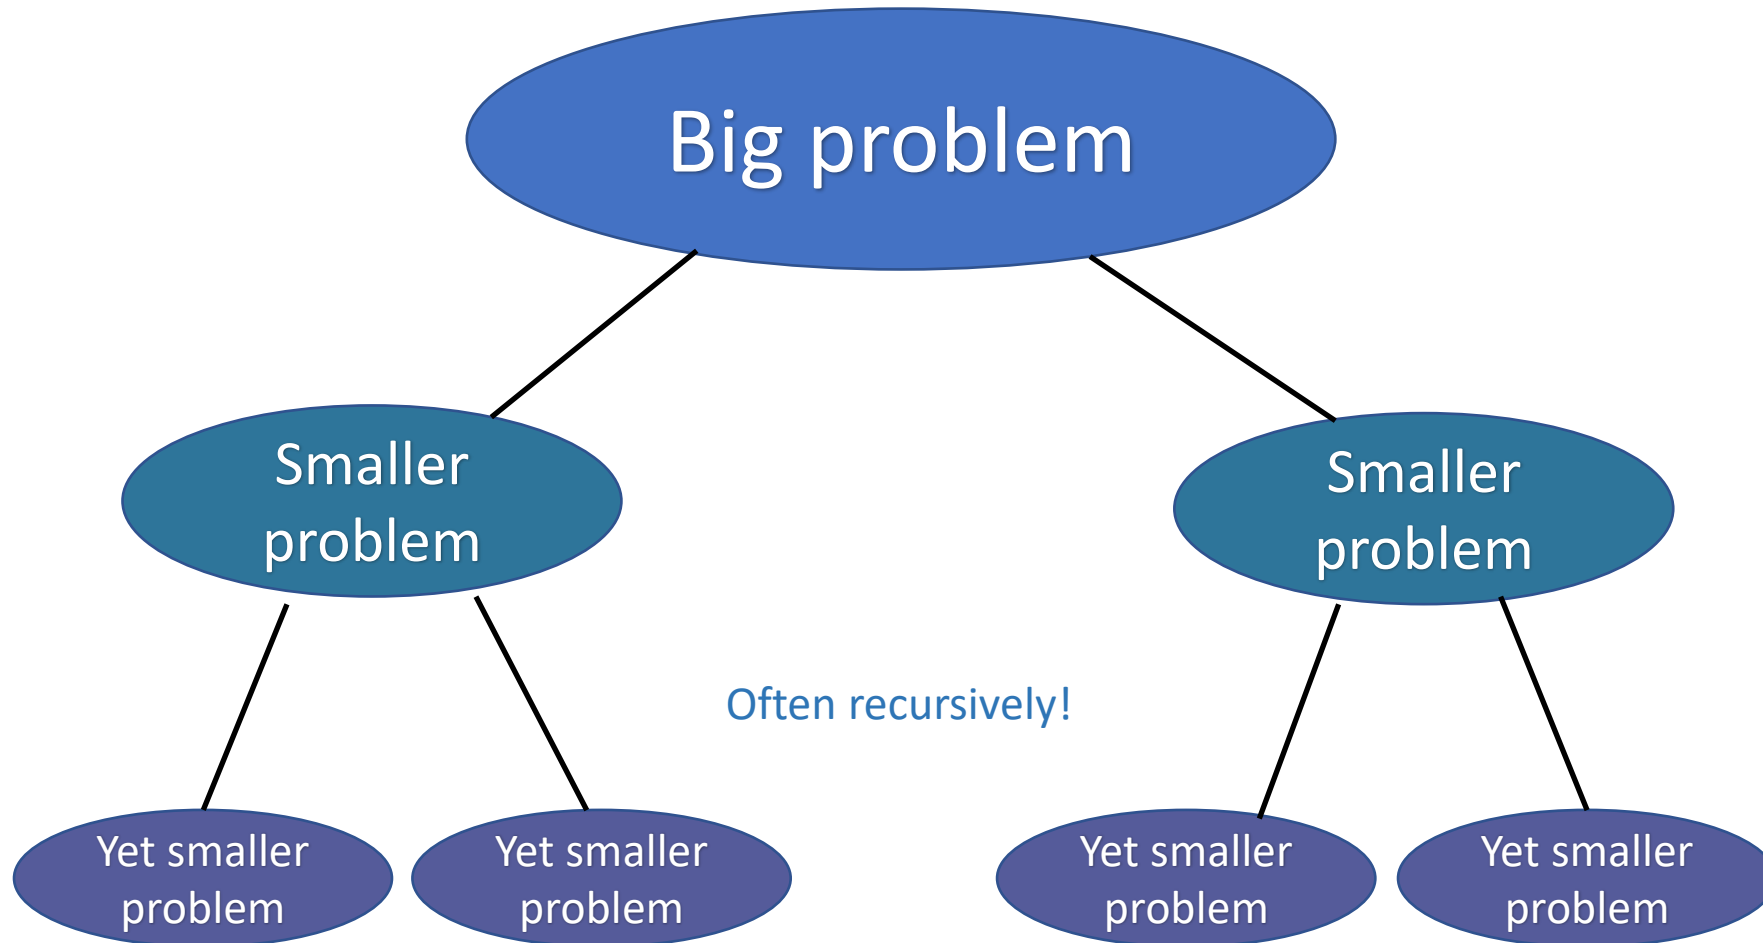 Big problem
Smaller
problem
Smaller
problem
Often recursively!
Yet smaller
problem
Yet smaller
problem
Yet smaller
problem
Yet smaller
problem